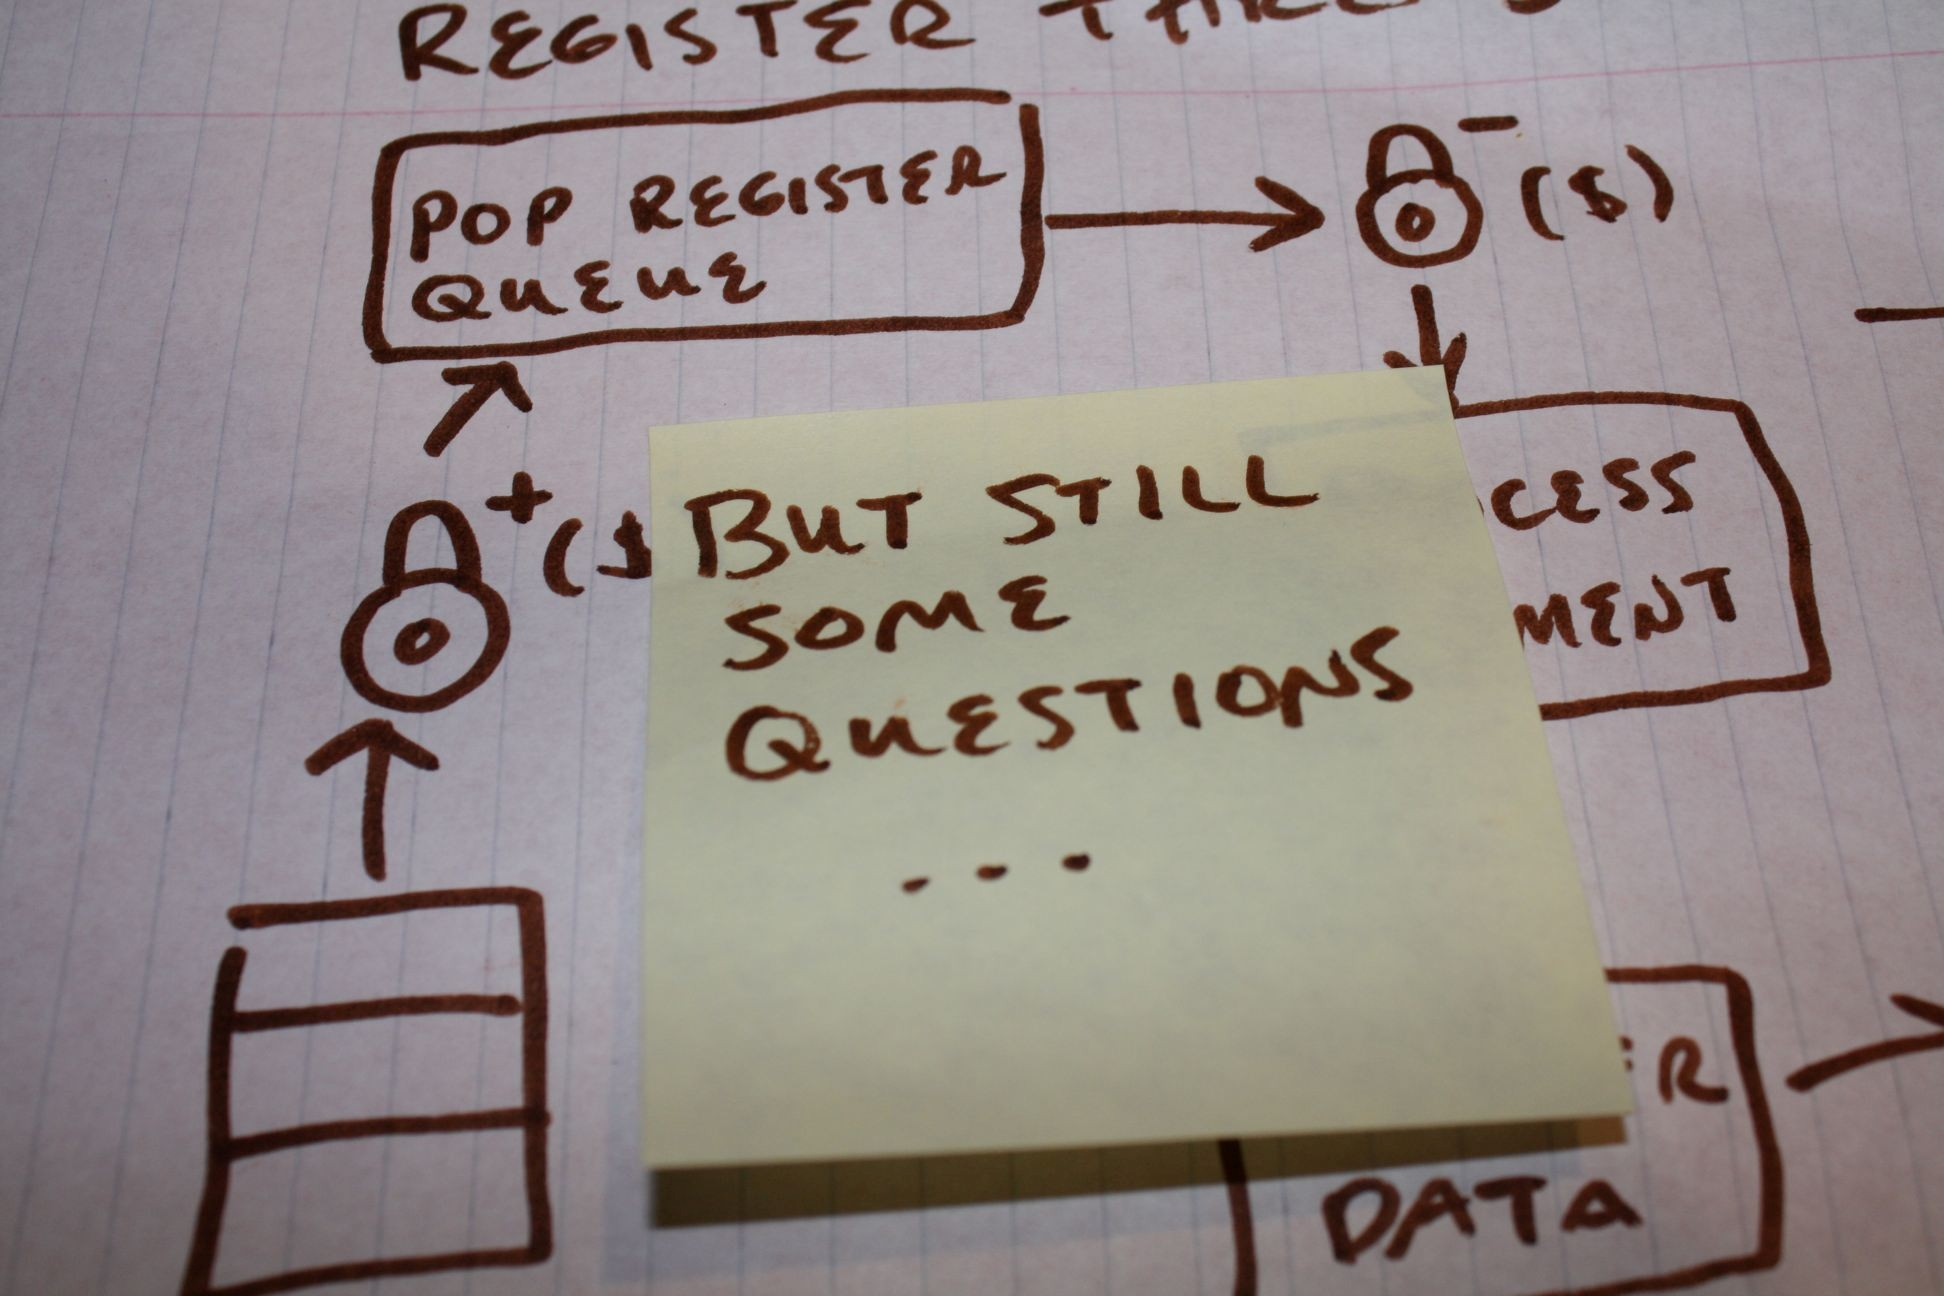 REGISTER
POP REGISTER
QUEUE
- ($)
+ (
BUT STILL
SOME
QUESTIONS
...
CESS
MENT
R
DATA